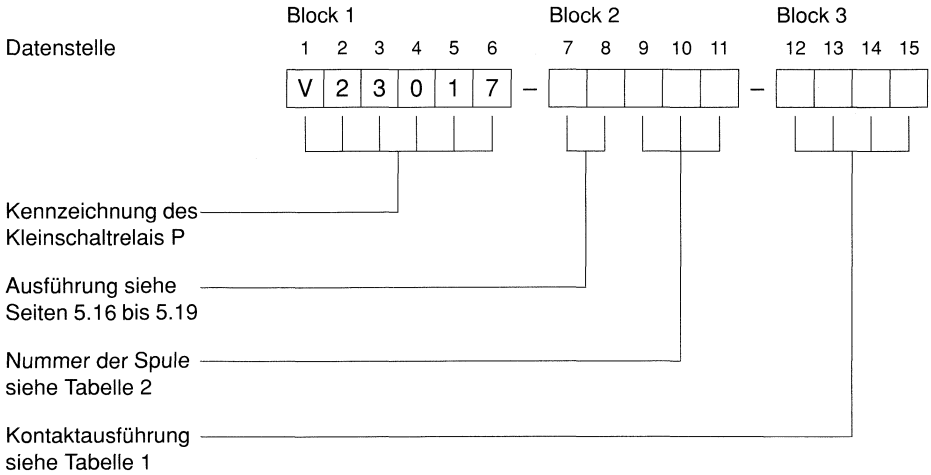 Block 1 Block 2 Block 3
Datenstelle 1 2 3 4 5 6 7 8 9 10 11 12 13 14 15
V 2 3 0 1 7 – –
Kennzeichnung des
Kleinschaltrelais P
Ausführung siehe
Seiten 5.16 bis 5.19
Nummer der Spule
siehe Tabelle 2
Kontaktausführung
siehe Tabelle 1